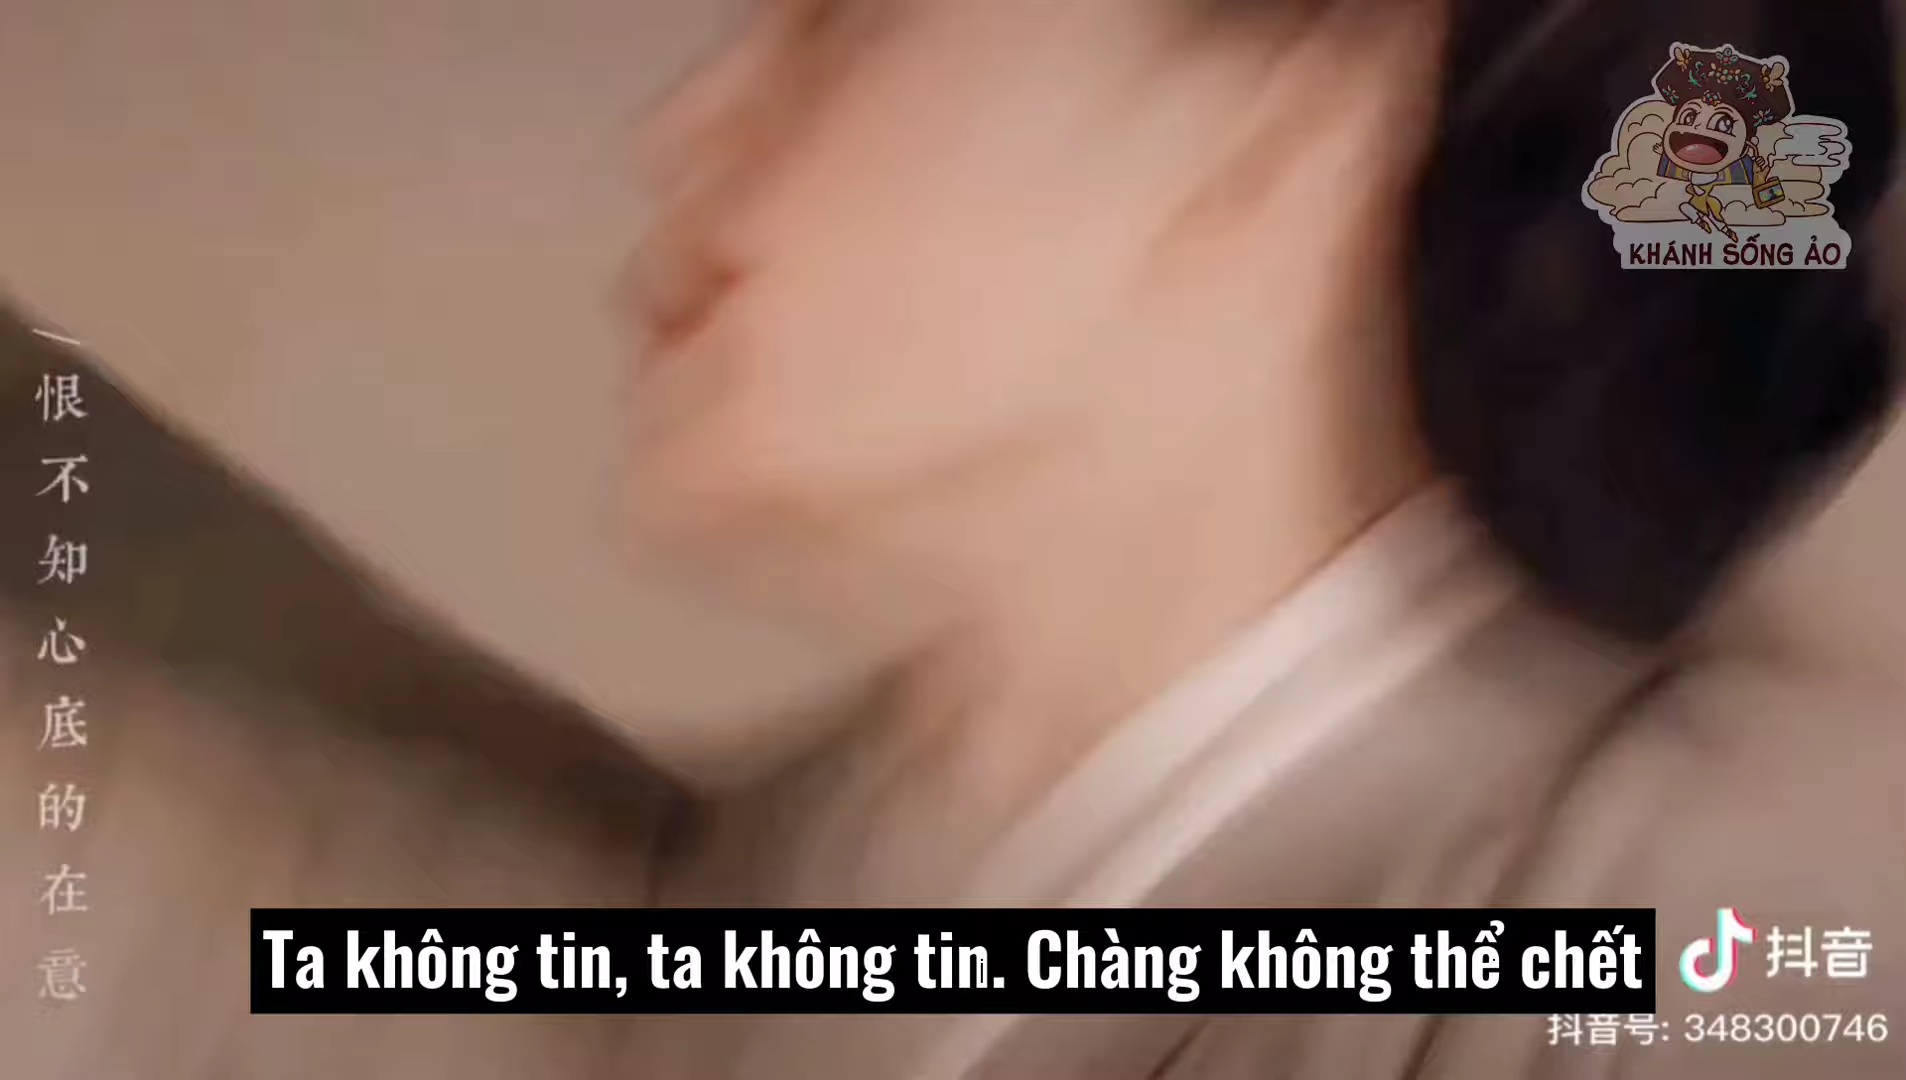 KHÁNH SỐNG ẢO
恨不知心底的在意
Ta không tin, ta không tin. Chàng không thể chết
抖音
抖音号: 348300746